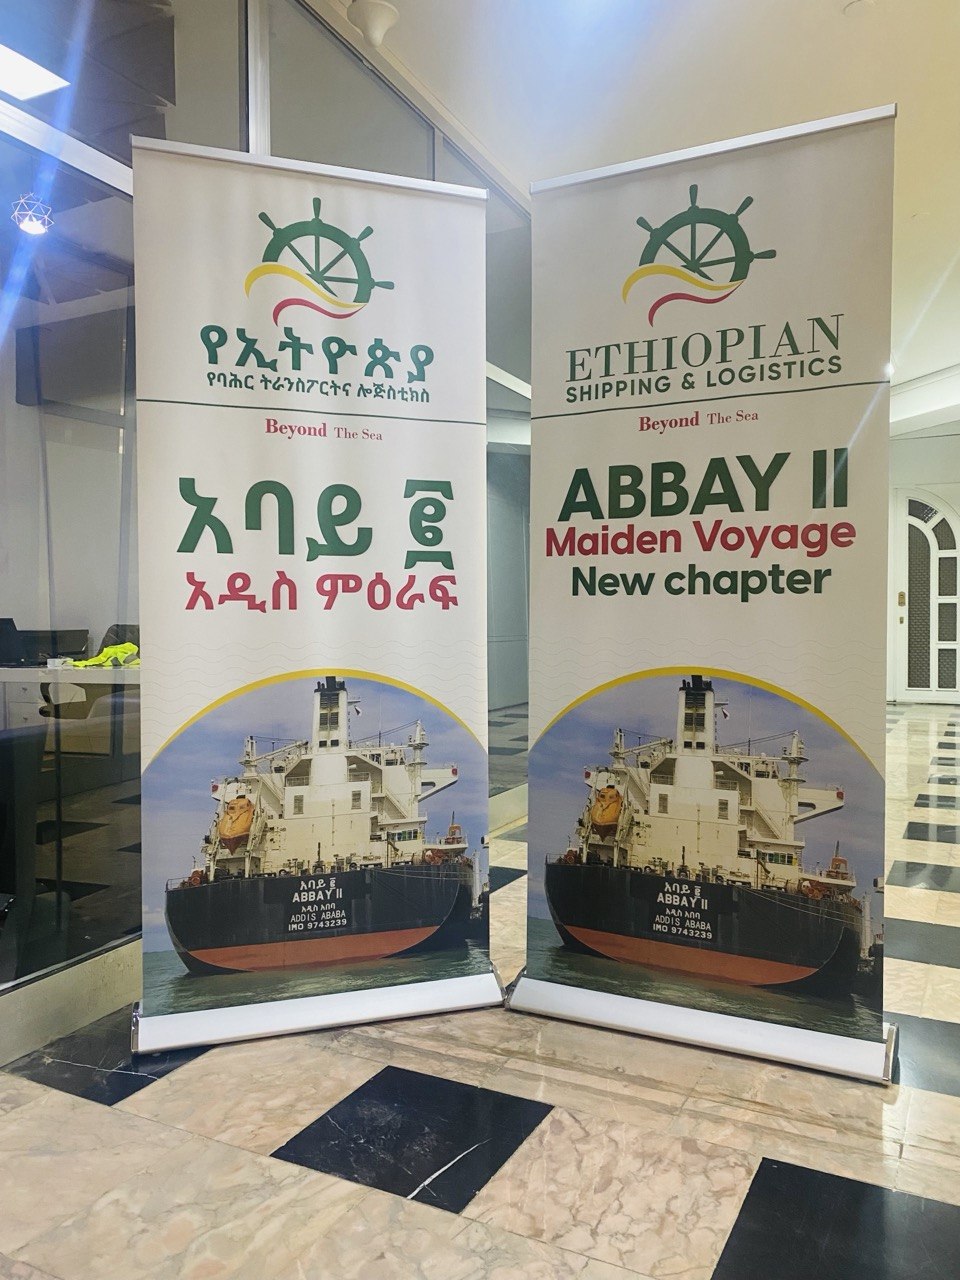 የኢትዮጵያ
የባሕር ትራንስፖርትና ሎጅስቲክስ
Beyond The Sea
አባይ ፪
አዲስ ምዕራፍ
አባይ ፪
ABBAY II
አዲስ አበባ
ADDIS ABABA
IMO 9743239
ETHIOPIAN
SHIPPING & LOGISTICS
Beyond The Sea
ABBAY II
Maiden Voyage
New chapter
አባይ ፪
ABBAY II
አዲስ አበባ
ADDIS ABABA
IMO 9743239